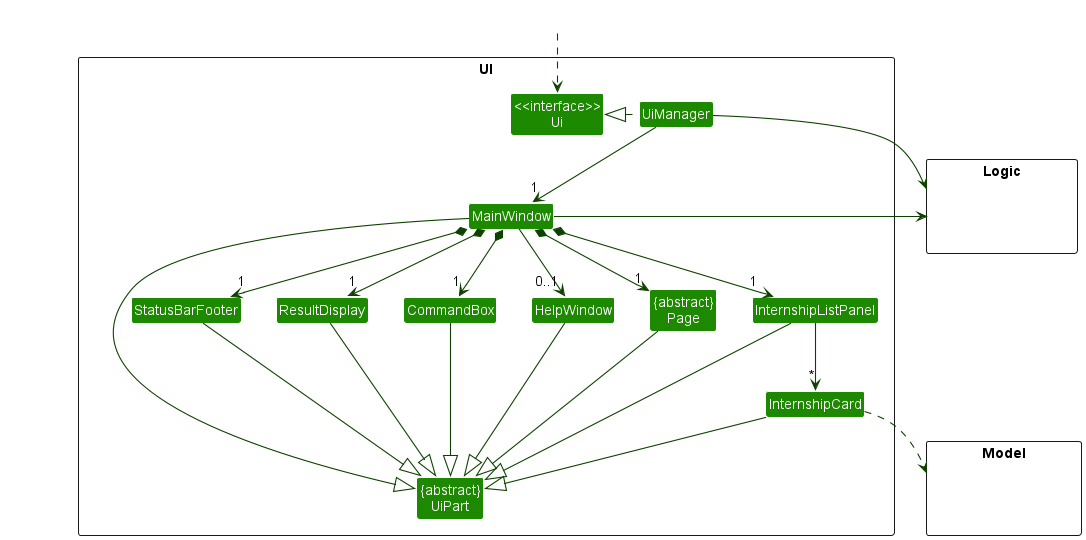 UI
<<interface>>
Ui
UiManager
Logic
1
MainWindow
1
1
1
0..1
1
1
StatusBarFooter
ResultDisplay
CommandBox
HelpWindow
{abstract}
Page
InternshipListPanel
*
InternshipCard
Model
{abstract}
UiPart